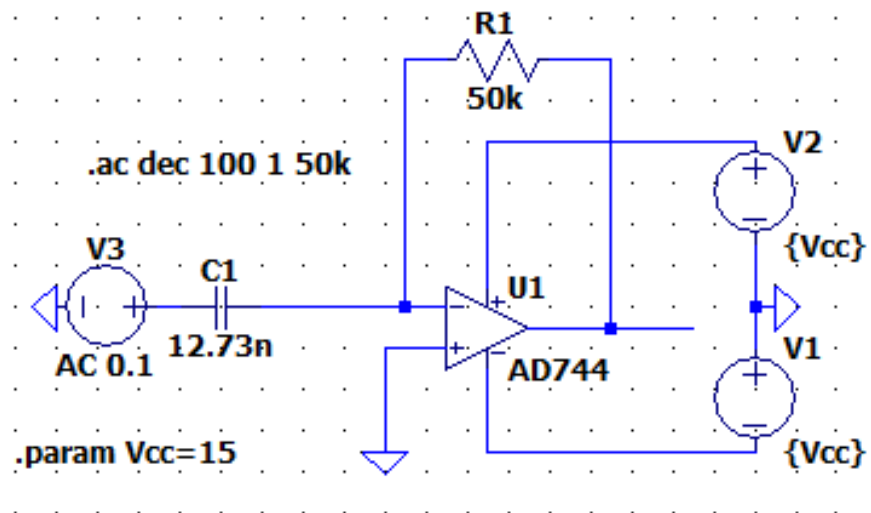 R1
50k
V2
.ac dec 100 1 50k
V3
C1
U1
{Vcc}
12.73n
V1
AC 0.1
AD744
.param Vcc=15
{Vcc}